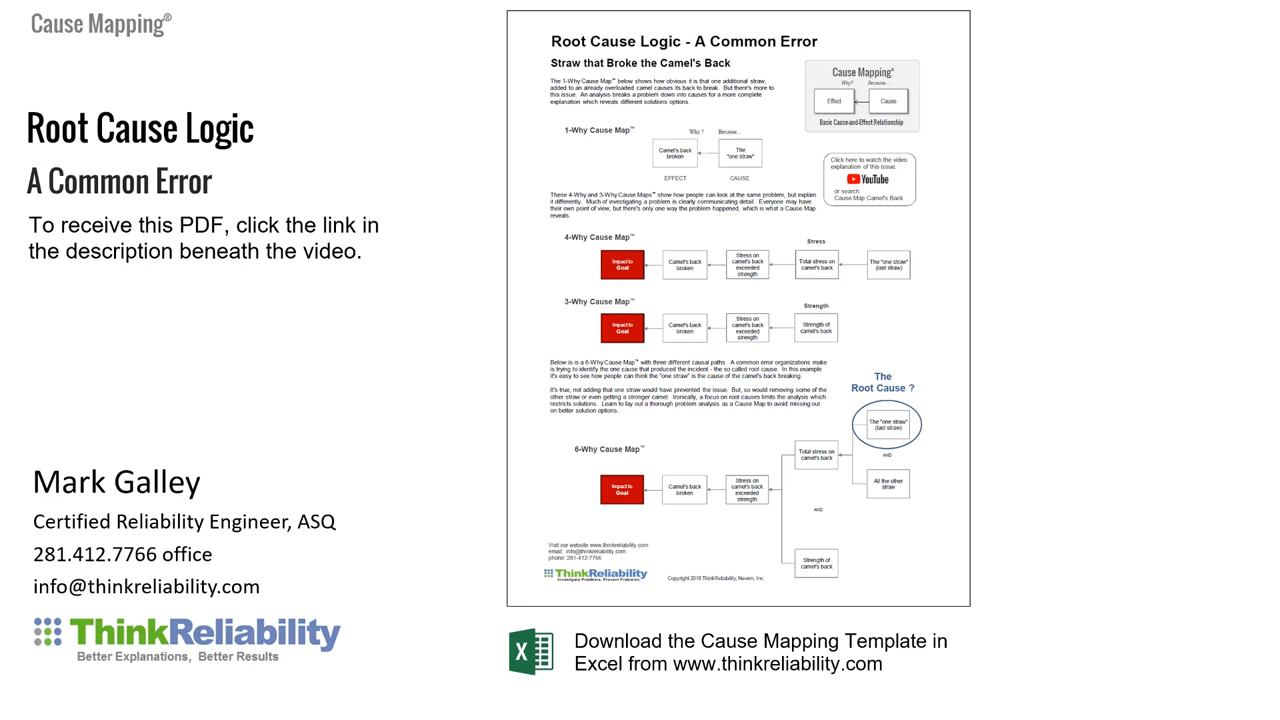 Cause Mapping®
Root Cause Logic
A Common Error
To receive this PDF, click the link in
the description beneath the video.
Mark Galley
Certified Reliability Engineer, ASQ
281.412.7766 office
info@thinkreliability.com
ThinkReliability
Better Explanations, Better Results
Root Cause Logic - A Common Error
Straw that Broke the Camel's Back
The 1-Why Cause Map™ below shows how obvious it is that one additional straw,
added to an already overloaded camel causes its back to break. But there's more to
this issue. An analysis breaks a problem down into causes for a more complete
explanation which reveals different solutions options.
Cause Mapping®
Why? Because...
Effect
Cause
Basic Cause-and-Effect Relationship
1-Why Cause Map™
Why? Because...
Camel's back
broken
The
"one straw"
EFFECT
CAUSE
Click here to watch the video
explanation of this issue.
YouTube
or search
Cause Map Camel's Back
These 4-Why and 3-Why Cause Maps™ show how people can look at the same problem, but explain
it differently. Much of investigating a problem is clearly communicating detail. Everyone may have
their own point of view, but there's only one way the problem happened, which is what a Cause Map
reveals.
4-Why Cause Map™
Stress
Impact to
Goal
Camel's back
broken
Stress on
camel's back
exceeded
strength
Total stress on
camel's back
The "one straw"
(last straw)
3-Why Cause Map™
Strength
Impact to
Goal
Camel's back
broken
Stress on
camel's back
exceeded
strength
Strength of
camel's back
Below is is a 6-Why Cause Map™ with three different causal paths. A common error organizations make
is trying to identify the one cause that produced the incident - the so called root cause. In this example
it's easy to see how people can think the "one straw" is the cause of the camel's back breaking.
It's true, not adding that one straw would have prevented the issue. But, so would removing some of the
other straw or even getting a stronger camel. Ironically, a focus on root causes limits the analysis which
restricts solutions. Learn to lay out a thorough problem analysis as a Cause Map to avoid missing out
on better solution options.
The
Root Cause ?
The "one straw"
(last straw)
6-Why Cause Map™
Total stress on
camel's back
AND
Impact to
Goal
Camel's back
broken
Stress on
camel's back
exceeded
strength
All the other
straw
AND
Strength of
camel's back
Visit our website www.thinkreliability.com
email: info@thinkreliability.com
phone: 281-412-7766
ThinkReliability
Investigate Problems. Prevent Problems.
Copyright 2018 ThinkReliability, Novem, Inc.
X
Download the Cause Mapping Template in
Excel from www.thinkreliability.com